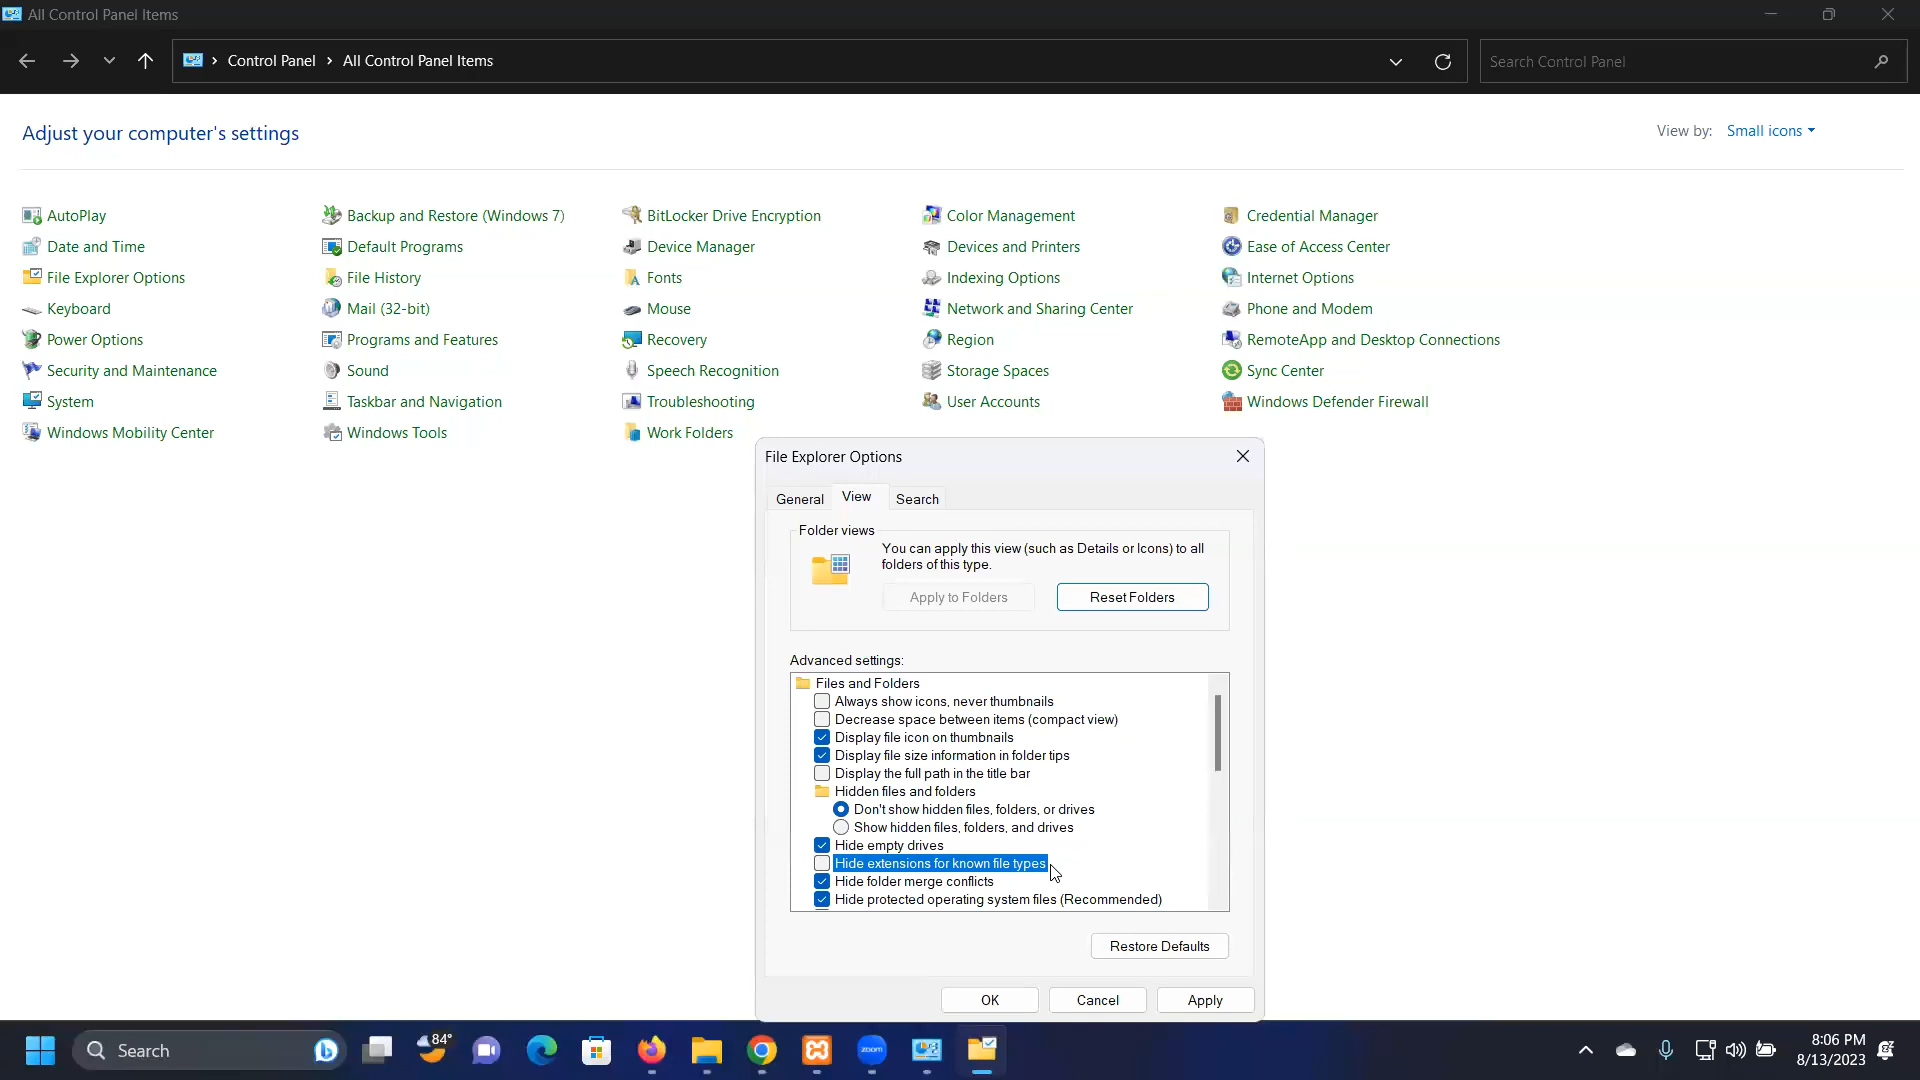 All Control Panel Items
Control Panel > All Control Panel Items
Search Control Panel
Adjust your computer's settings
View by: Small icons
AutoPlay
Backup and Restore (Windows 7)
BitLocker Drive Encryption
Color Management
Credential Manager
Date and Time
Default Programs
Device Manager
Devices and Printers
Ease of Access Center
File Explorer Options
File History
Fonts
Indexing Options
Internet Options
Keyboard
Mail (32-bit)
Mouse
Network and Sharing Center
Phone and Modem
Power Options
Programs and Features
Recovery
Region
RemoteApp and Desktop Connections
Security and Maintenance
Sound
Speech Recognition
Storage Spaces
Sync Center
System
Taskbar and Navigation
Troubleshooting
User Accounts
Windows Defender Firewall
Windows Mobility Center
Windows Tools
Work Folders
File Explorer Options
General View Search
Folder views
You can apply this view (such as Details or Icons) to all
folders of this type.
Apply to Folders
Reset Folders
Advanced settings:
Files and Folders
Always show icons, never thumbnails
Decrease space between items (compact view)
Display file icon on thumbnails
Display file size information in folder tips
Display the full path in the title bar
Hidden files and folders
Don't show hidden files, folders, or drives
Show hidden files, folders, and drives
Hide empty drives
Hide extensions for known file types
Hide folder merge conflicts
Hide protected operating system files (Recommended)
Restore Defaults
OK
Cancel
Apply
Search
84°
zoom
8:06 PM
8/13/2023